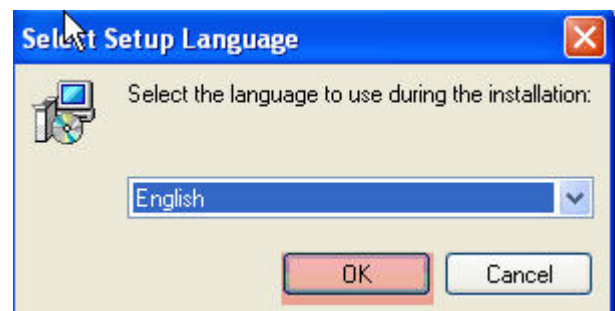 Select Setup Language
Select the language to use during the installation:
English
OK
Cancel